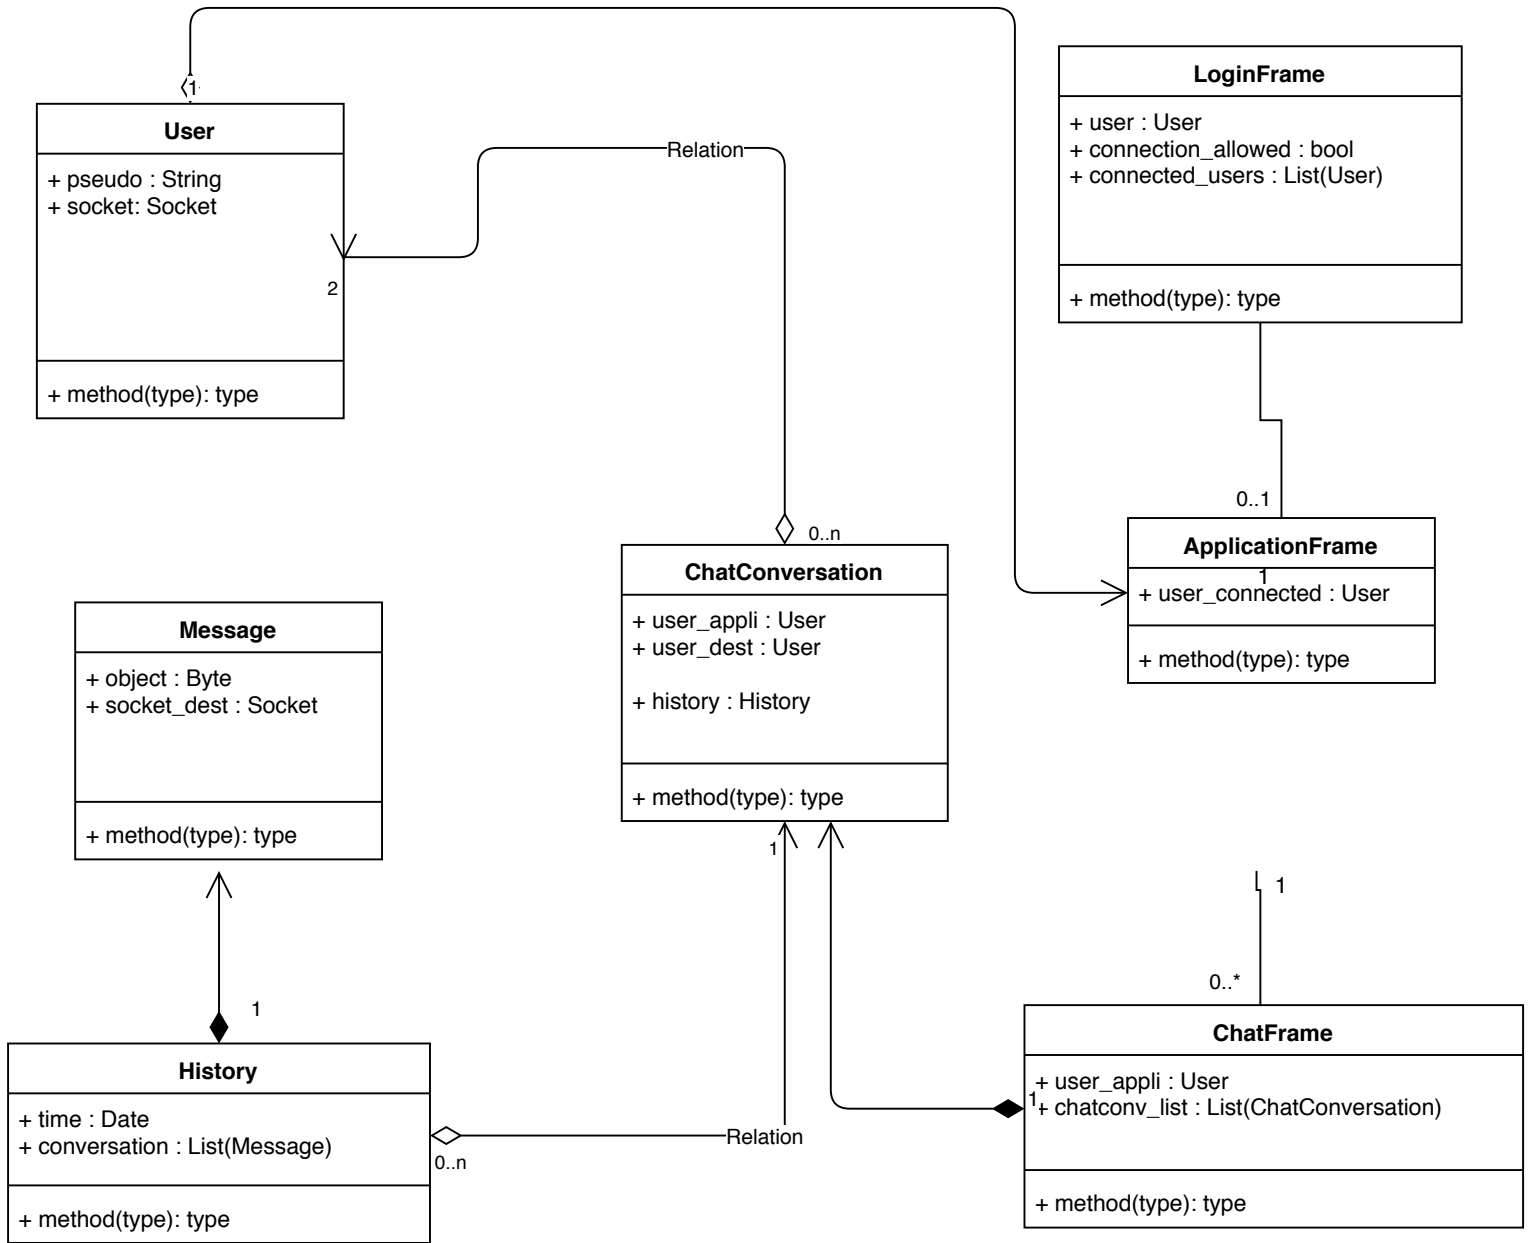 1
User
+ pseudo : String
+ socket: Socket
2
+ method(type): type
Relation
LoginFrame
+ user : User
+ connection_allowed : bool
+ connected_users : List(User)
+ method(type): type
0..1
ApplicationFrame
1
+ user_connected : User
+ method(type): type
0..n
ChatConversation
+ user_appli : User
+ user_dest : User
+ history : History
+ method(type): type
1
Message
+ object : Byte
+ socket_dest : Socket
+ method(type): type
1
History
+ time : Date
+ conversation : List(Message)
+ method(type): type
0..n
Relation
1
0..*
ChatFrame
+ user_appli : User
1
+ chatconv_list : List(ChatConversation)
+ method(type): type